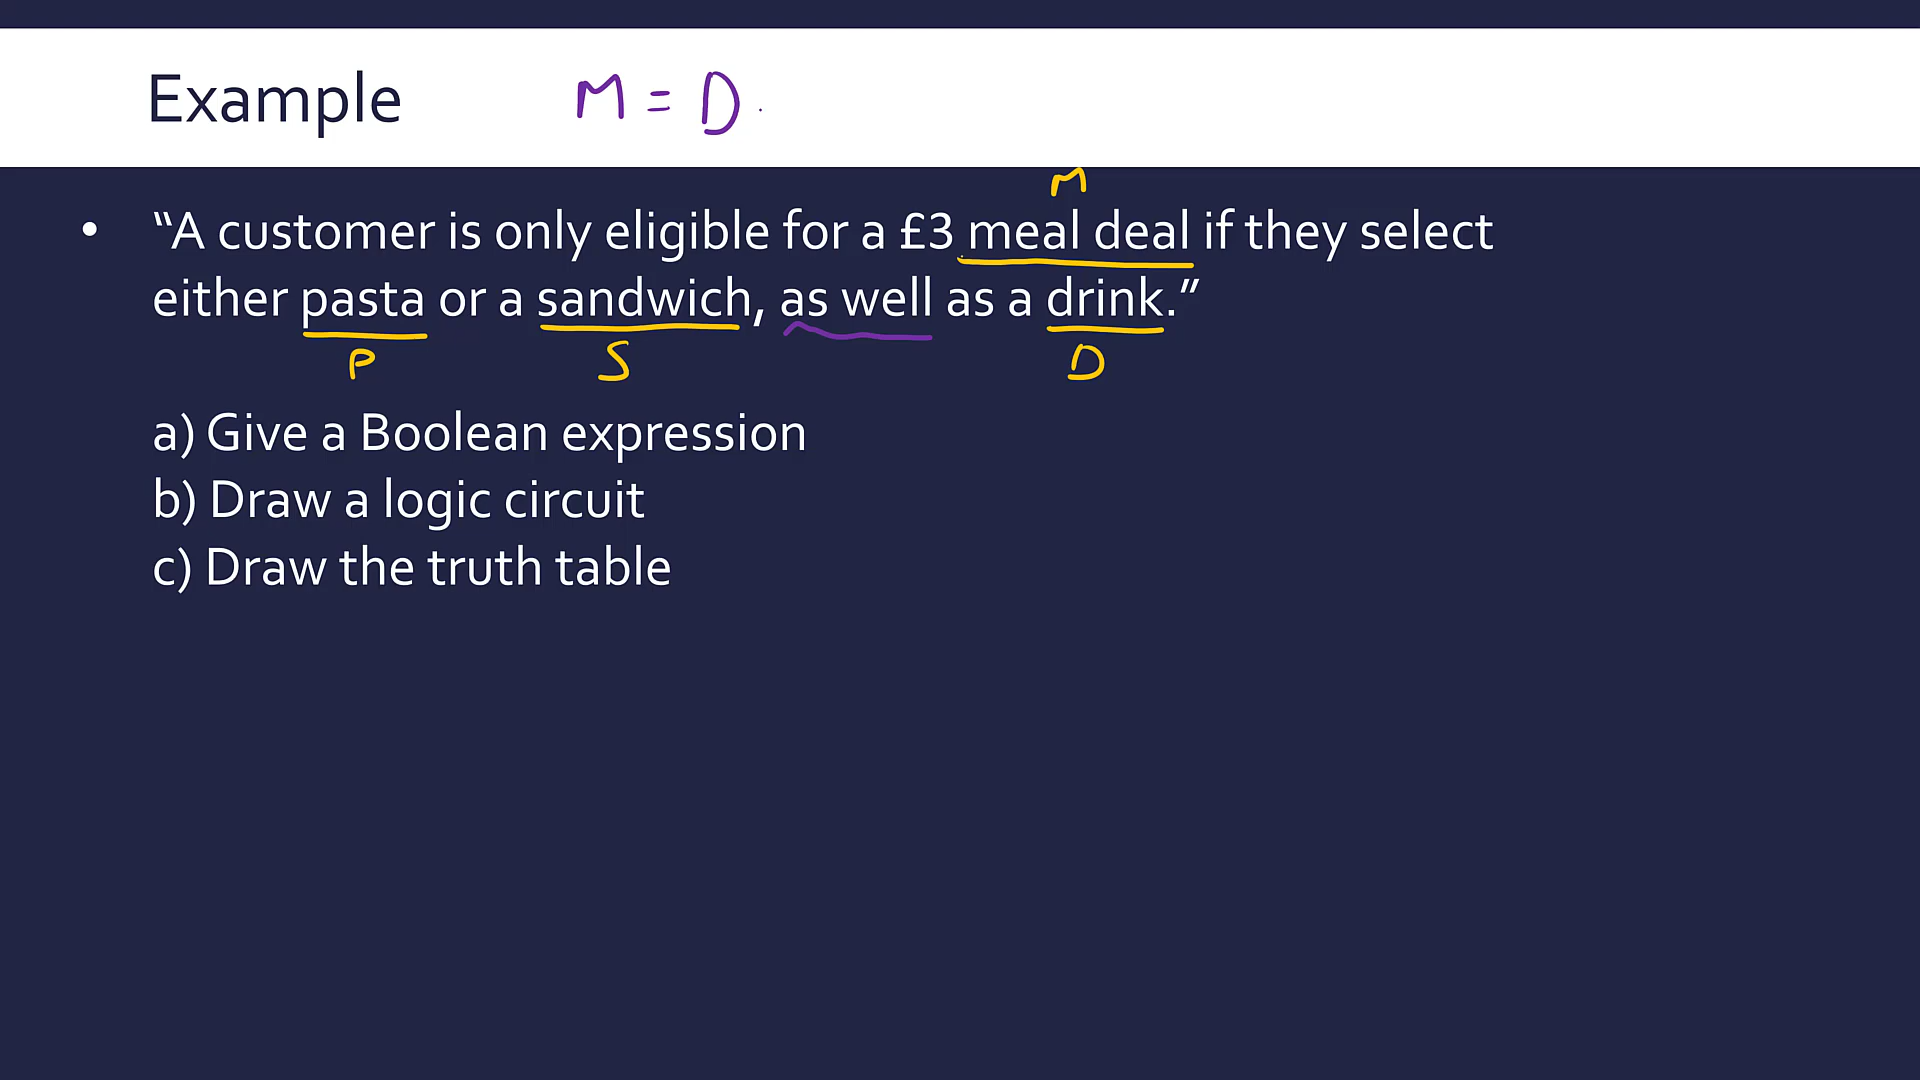 Example M = D .
M
• “A customer is only eligible for a £3 meal deal if they select
either pasta or a sandwich, as well as a drink.”
P S D
a) Give a Boolean expression
b) Draw a logic circuit
c) Draw the truth table